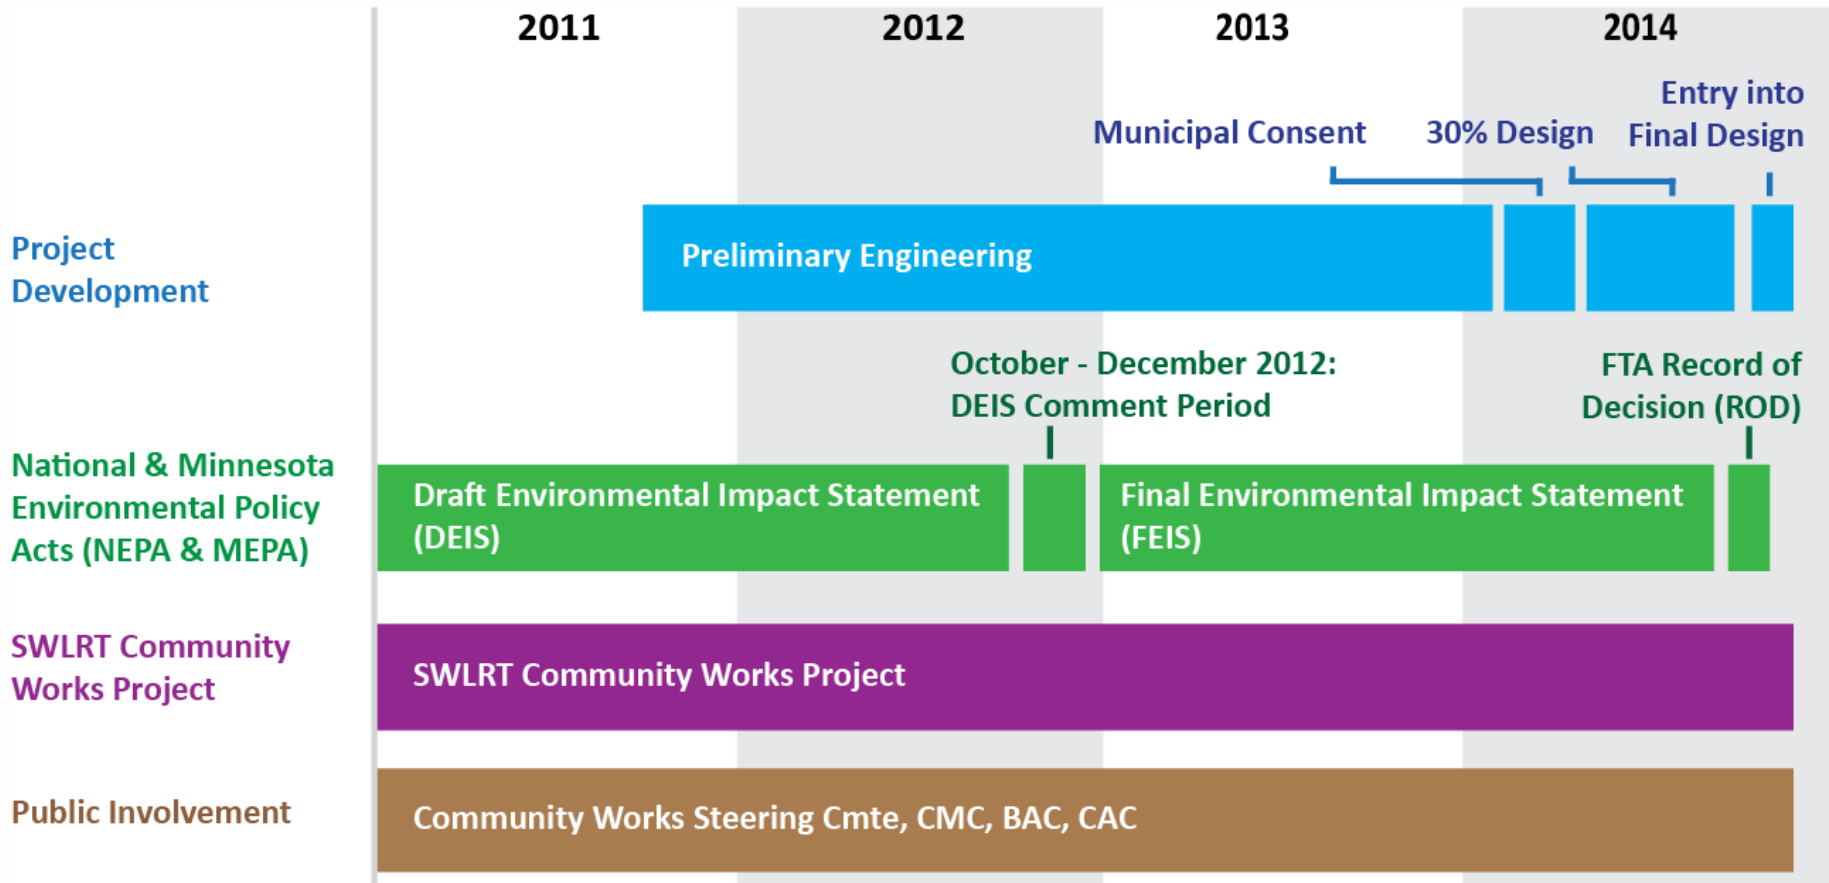 2011 2012 2013 2014
Entry into
Municipal Consent 30% Design Final Design
Project
Development
Preliminary Engineering
October - December 2012:
DEIS Comment Period
FTA Record of
Decision (ROD)
National & Minnesota
Environmental Policy
Acts (NEPA & MEPA)
Draft Environmental Impact Statement
(DEIS)
Final Environmental Impact Statement
(FEIS)
SWLRT Community
Works Project
SWLRT Community Works Project
Public Involvement
Community Works Steering Cmte, CMC, BAC, CAC